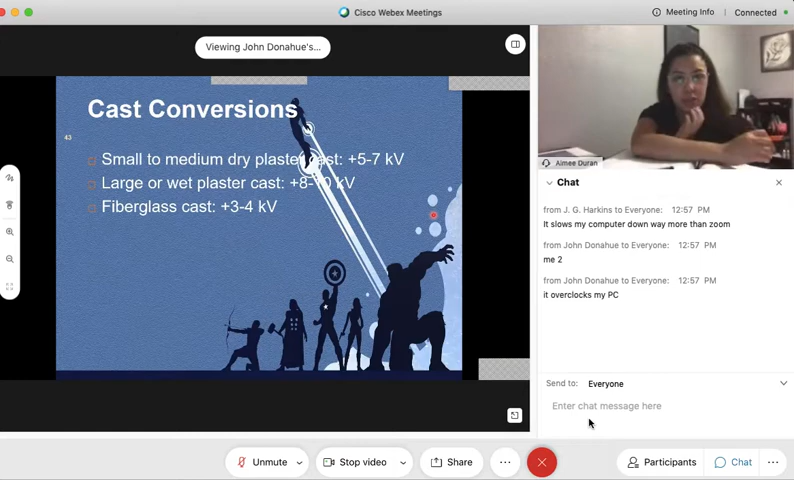 Cisco Webex Meetings
Meeting Info
Connected
Viewing John Donahue's...
Cast Conversions
43
Small to medium dry plaster cast: +5-7 kV
Large or wet plaster cast: +8-10 kV
Fiberglass cast: +3-4 kV
Aimee Duran
Chat
from J. G. Harkins to Everyone: 12:57 PM
It slows my computer down way more than zoom
from John Donahue to Everyone: 12:57 PM
me 2
from John Donahue to Everyone: 12:57 PM
it overclocks my PC
Send to: Everyone
Enter chat message here
Unmute
Stop video
Share
Participants
Chat